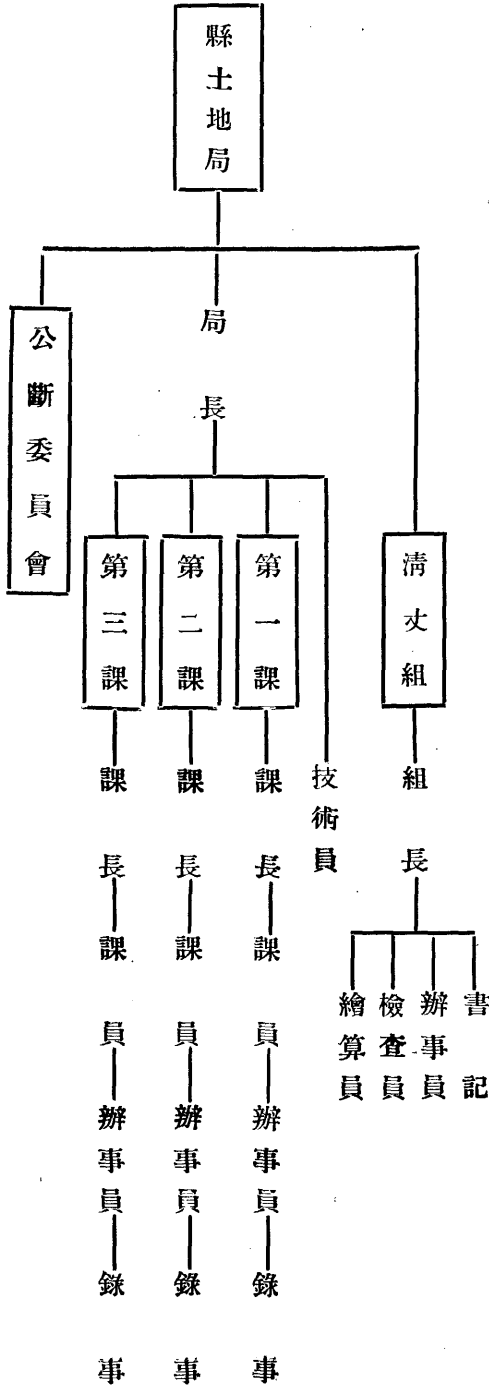 縣土地局
清丈組
組長
書記
辦事員
檢查員
繪算員
局長
技術員
第一課
課長
課員
辦事員
錄事
第二課
課長
課員
辦事員
錄事
第三課
課長
課員
辦事員
錄事
公斷委員會